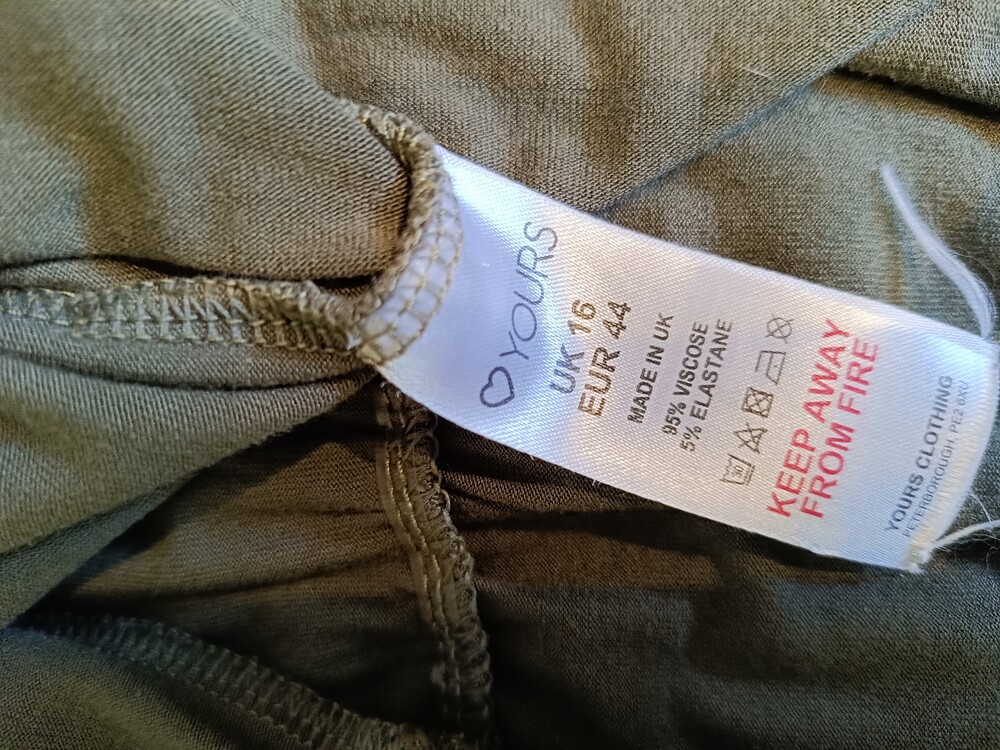 YOURS
UK 16
EUR 44
MADE IN UK
95% VISCOSE
5% ELASTANE
30
KEEP AWAY
FROM FIRE
YOURS CLOTHING
PETERBOROUGH, PE2 6XU